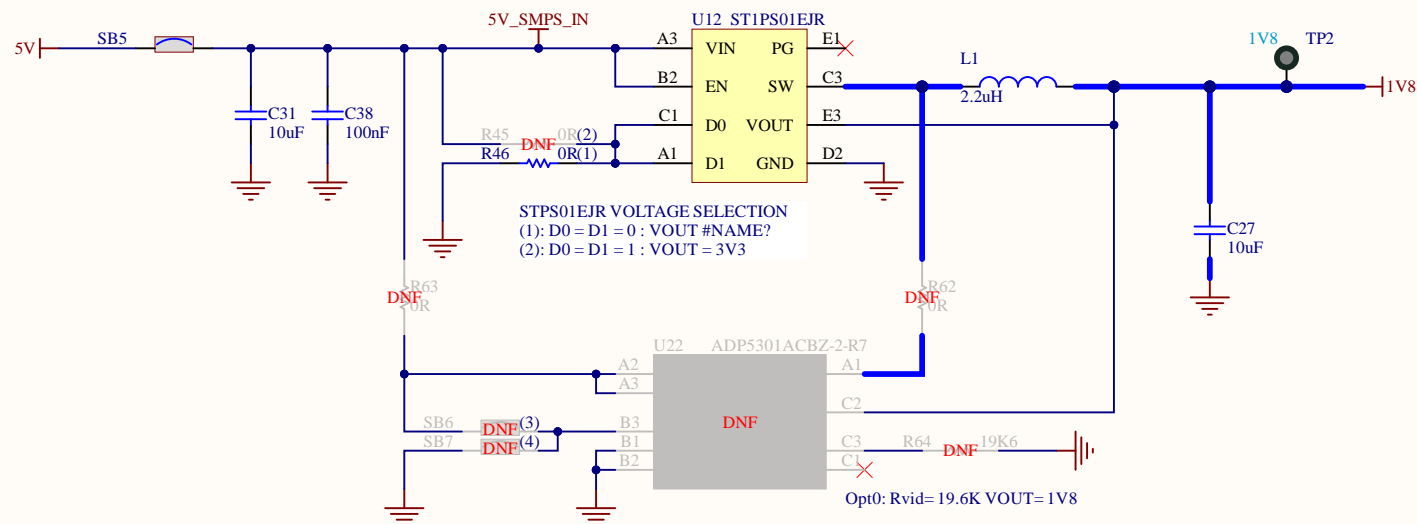 5V_SMPS_IN
U12 ST1PS01EJR
5V
SB5
A3 VIN PG E1
B2 EN SW C3
C1 D0 VOUT E3
A1 D1 GND D2
L1
2.2uH
1V8
TP2
1V8
C31
10uF
C38
100nF
R45 DNF 0R (2)
R46 0R (1)
C27
10uF
STPS01EJR VOLTAGE SELECTION
(1): D0 = D1 = 0 : VOUT #NAME?
(2): D0 = D1 = 1 : VOUT = 3V3
R63
DNF
0R
R62
DNF
0R
U22 ADP5301ACBZ-2-R7
A2 A1
A3
C2
DNF
SB6 DNF (3) B3
SB7 DNF (4) B1
B2
C3 R64 DNF 19K6
C1
Opt0: Rvid= 19.6K VOUT= 1V8